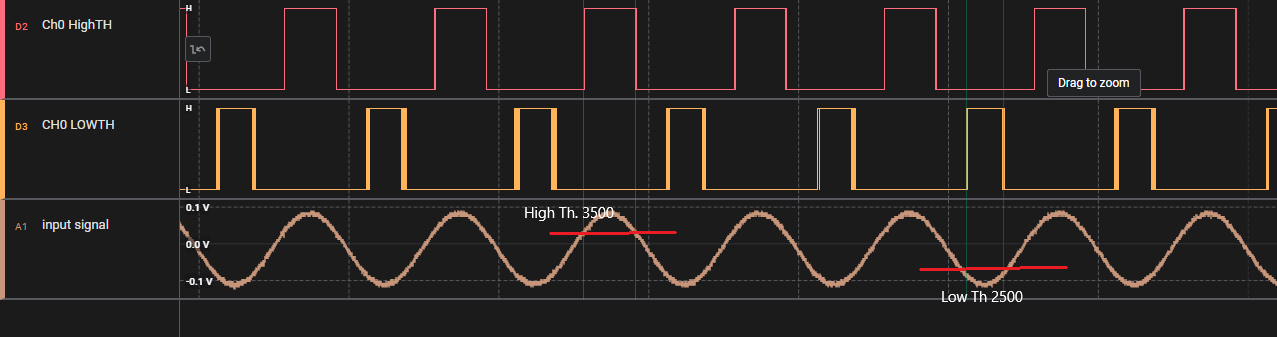 D2 Ch0 HighTH
H
L
Drag to zoom
D3 CH0 LOWTH
H
L
A1 input signal
0.1 V
0.0 V
-0.1 V
High Th. 3500
Low Th 2500